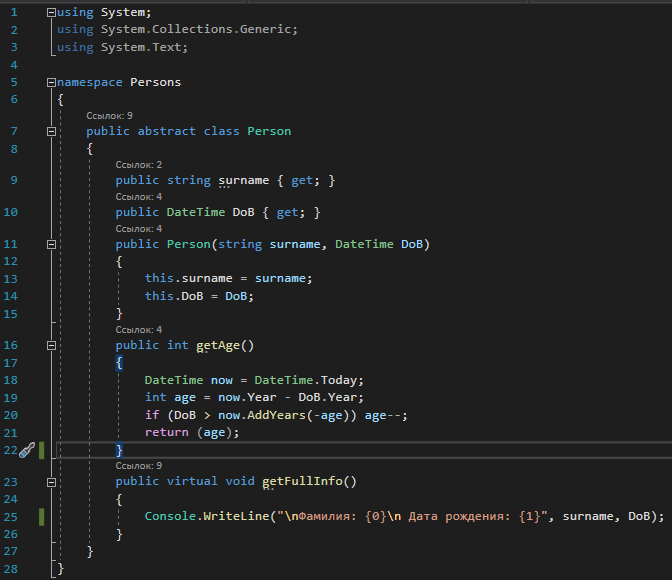 1 using System;
2 using System.Collections.Generic;
3 using System.Text;
4
5 namespace Persons
6 {
Ссылок: 9
7 public abstract class Person
8 {
Ссылок: 2
9 public string surname { get; }
Ссылок: 4
10 public DateTime DoB { get; }
Ссылок: 4
11 public Person(string surname, DateTime DoB)
12 {
13 this.surname = surname;
14 this.DoB = DoB;
15 }
Ссылок: 4
16 public int getAge()
17 {
18 DateTime now = DateTime.Today;
19 int age = now.Year - DoB.Year;
20 if (DoB > now.AddYears(-age)) age--;
21 return (age);
22 }
Ссылок: 9
23 public virtual void getFullInfo()
24 {
25 Console.WriteLine("\nФамилия: {0}\n Дата рождения: {1}", surname, DoB);
26 }
27 }
28 }